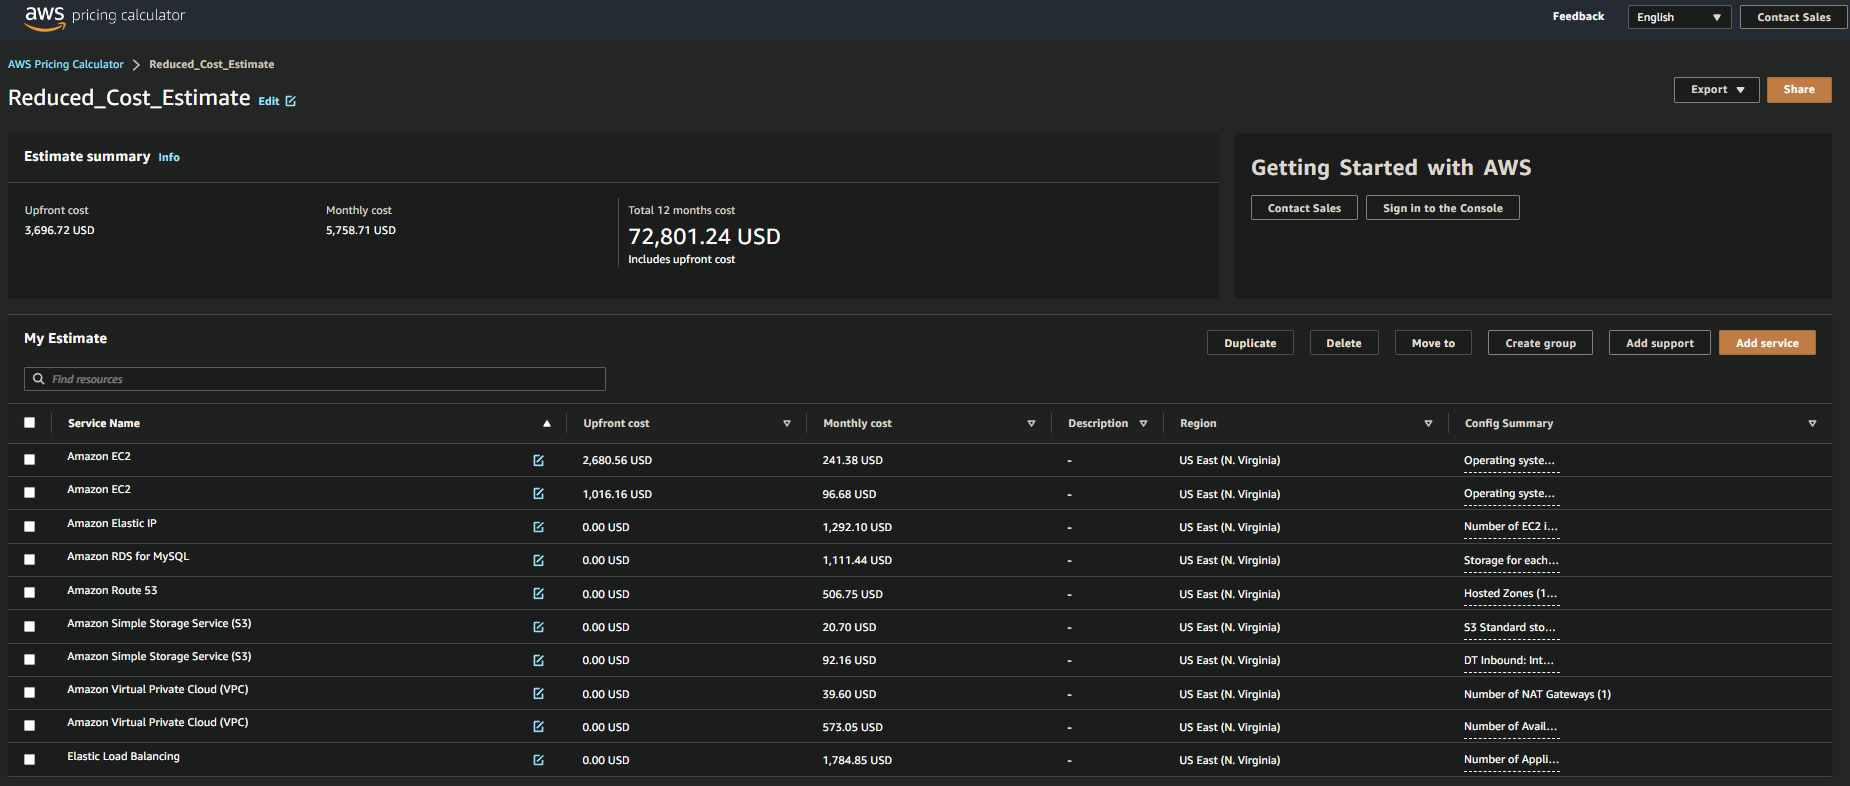 aws pricing calculator Feedback English Contact Sales
AWS Pricing Calculator Reduced_Cost_Estimate
Reduced_Cost_Estimate Edit Export Share
Estimate summary Info
Upfront cost Monthly cost Total 12 months cost
3,696.72 USD 5,758.71 USD 72,801.24 USD
Includes upfront cost
Getting Started with AWS
Contact Sales Sign in to the Console
My Estimate Duplicate Delete Move to Create group Add support Add service
Find resources
Service Name Upfront cost Monthly cost Description Region Config Summary
Amazon EC2 2,680.56 USD 241.38 USD - US East (N. Virginia) Operating syste...
Amazon EC2 1,016.16 USD 96.68 USD - US East (N. Virginia) Operating syste...
Amazon Elastic IP 0.00 USD 1,292.10 USD - US East (N. Virginia) Number of EC2 i...
Amazon RDS for MySQL 0.00 USD 1,111.44 USD - US East (N. Virginia) Storage for each...
Amazon Route 53 0.00 USD 506.75 USD - US East (N. Virginia) Hosted Zones (1...
Amazon Simple Storage Service (S3) 0.00 USD 20.70 USD - US East (N. Virginia) S3 Standard sto...
Amazon Simple Storage Service (S3) 0.00 USD 92.16 USD - US East (N. Virginia) DT Inbound: Int...
Amazon Virtual Private Cloud (VPC) 0.00 USD 39.60 USD - US East (N. Virginia) Number of NAT Gateways (1)
Amazon Virtual Private Cloud (VPC) 0.00 USD 573.05 USD - US East (N. Virginia) Number of Avail...
Elastic Load Balancing 0.00 USD 1,784.85 USD - US East (N. Virginia) Number of Appli...